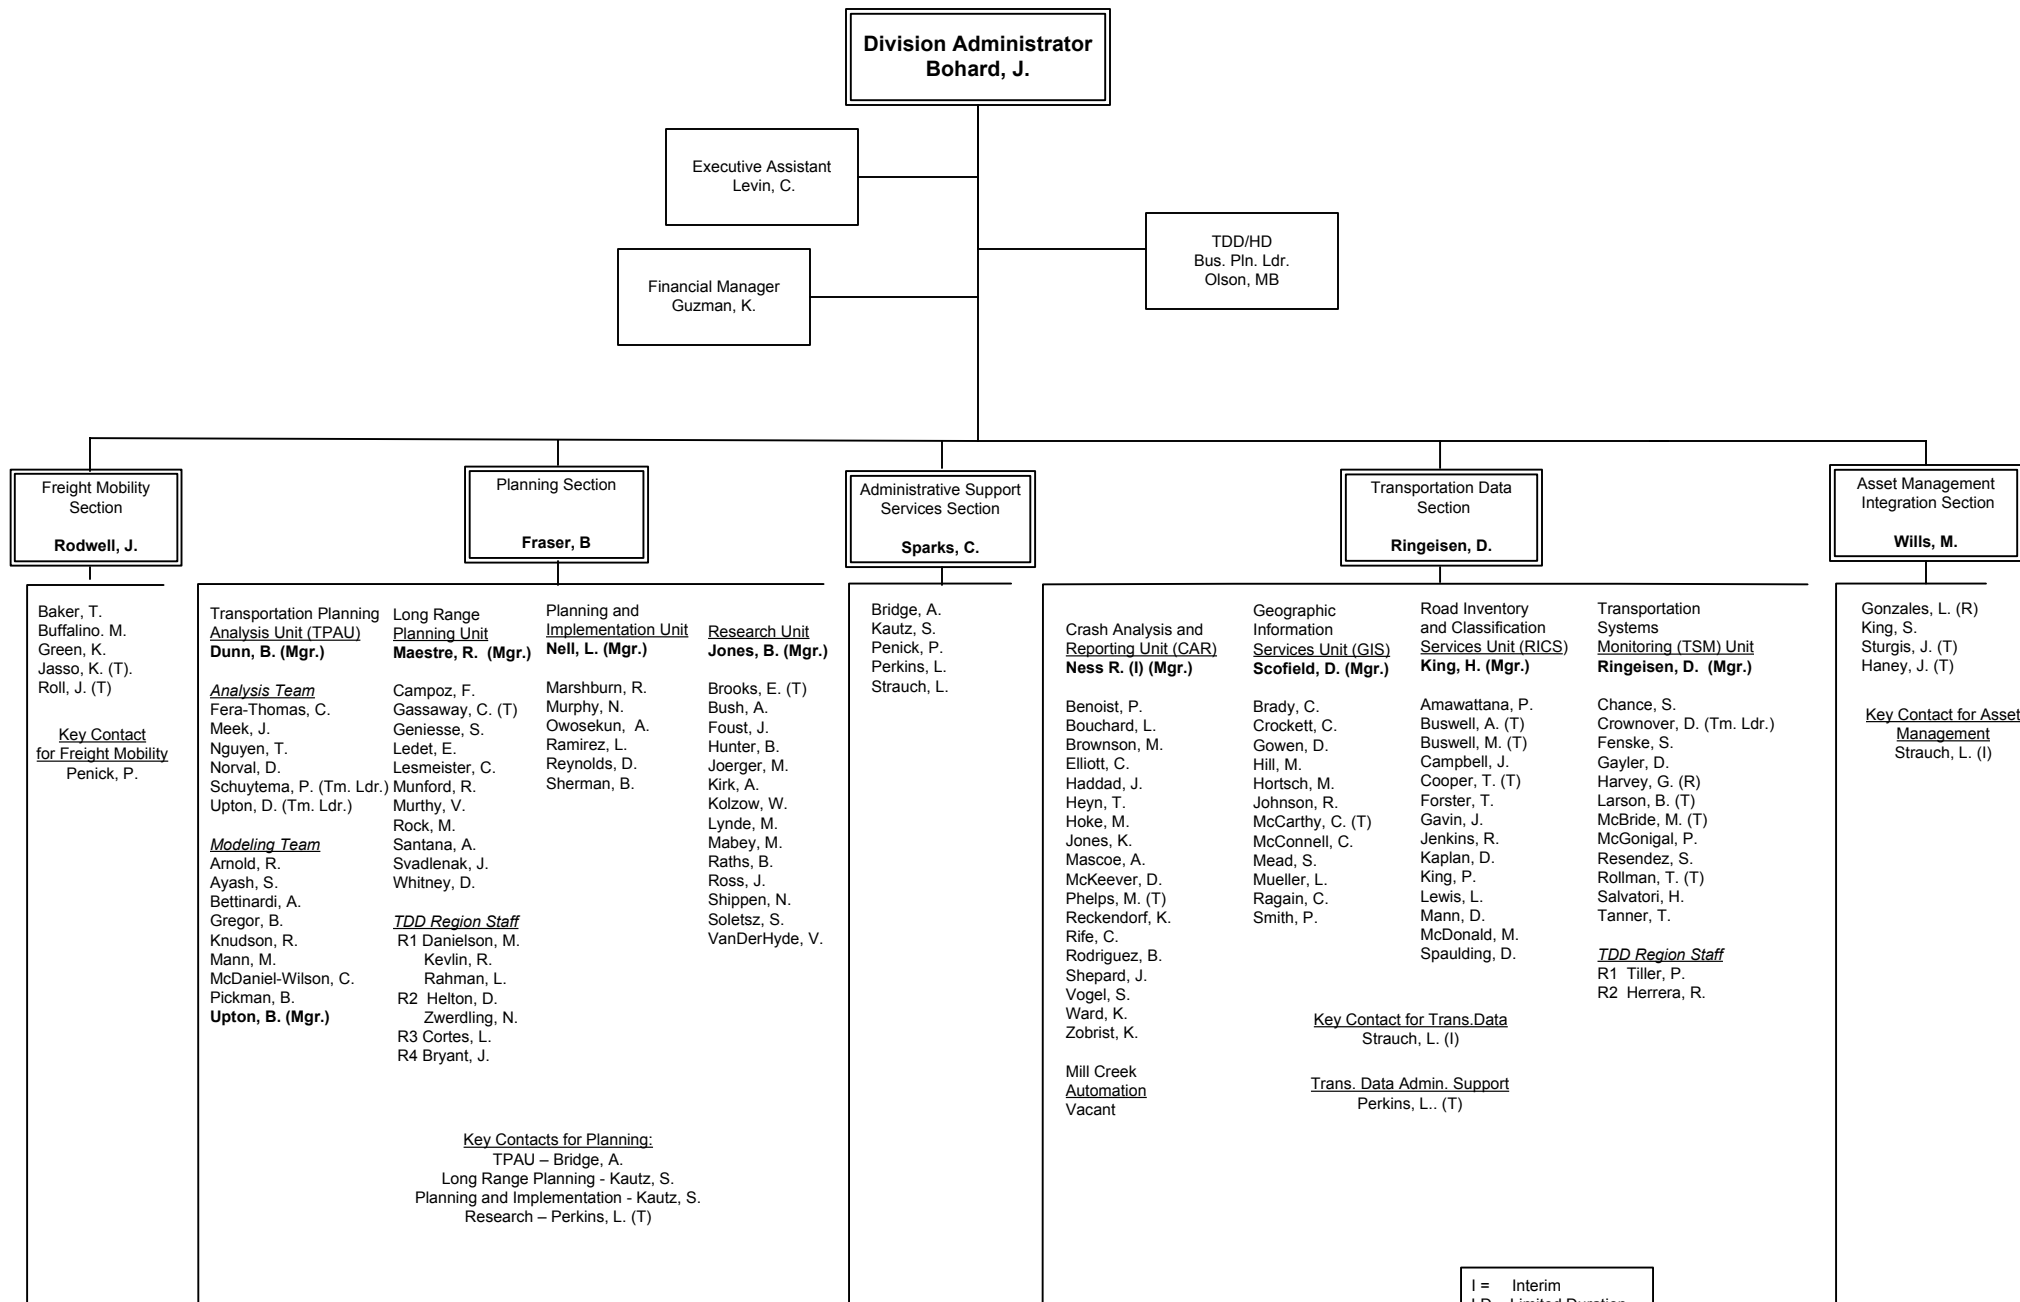 Division Administrator
Bohard, J.
Executive Assistant
Levin, C.
TDD/HD
Bus. Pln. Ldr.
Olson, MB
Financial Manager
Guzman, K.
Freight Mobility
Section
Rodwell, J.
Baker, T.
Buffalino. M.
Green, K.
Jasso, K. (T).
Roll, J. (T)
Key Contact
for Freight Mobility
Penick, P.
Planning Section
Fraser, B
Transportation Planning
Analysis Unit (TPAU)
Dunn, B. (Mgr.)
Analysis Team
Fera-Thomas, C.
Meek, J.
Nguyen, T.
Norval, D.
Schuytema, P. (Tm. Ldr.)
Upton, D. (Tm. Ldr.)
Modeling Team
Arnold, R.
Ayash, S.
Bettinardi, A.
Gregor, B.
Knudson, R.
Mann, M.
McDaniel-Wilson, C.
Pickman, B.
Upton, B. (Mgr.)
Long Range
Planning Unit
Maestre, R. (Mgr.)
Campoz, F.
Gassaway, C. (T)
Geniesse, S.
Ledet, E.
Lesmeister, C.
Munford, R.
Murthy, V.
Rock, M.
Santana, A.
Svadlenak, J.
Whitney, D.
TDD Region Staff
R1 Danielson, M.
Kevlin, R.
Rahman, L.
R2 Helton, D.
Zwerdling, N.
R3 Cortes, L.
R4 Bryant, J.
Planning and
Implementation Unit
Nell, L. (Mgr.)
Marshburn, R.
Murphy, N.
Owosekun, A.
Ramirez, L.
Reynolds, D.
Sherman, B.
Research Unit
Jones, B. (Mgr.)
Brooks, E. (T)
Bush, A.
Foust, J.
Hunter, B.
Joerger, M.
Kirk, A.
Kolzow, W.
Lynde, M.
Mabey, M.
Raths, B.
Ross, J.
Shippen, N.
Soletsz, S.
VanDerHyde, V.
Key Contacts for Planning:
TPAU – Bridge, A.
Long Range Planning - Kautz, S.
Planning and Implementation - Kautz, S.
Research – Perkins, L. (T)
Administrative Support
Services Section
Sparks, C.
Bridge, A.
Kautz, S.
Penick, P.
Perkins, L.
Strauch, L.
Transportation Data
Section
Ringeisen, D.
Crash Analysis and
Reporting Unit (CAR)
Ness R. (I) (Mgr.)
Benoist, P.
Bouchard, L.
Brownson, M.
Elliott, C.
Haddad, J.
Heyn, T.
Hoke, M.
Jones, K.
Mascoe, A.
McKeever, D.
Phelps, M. (T)
Reckendorf, K.
Rife, C.
Rodriguez, B.
Shepard, J.
Vogel, S.
Ward, K.
Zobrist, K.
Mill Creek
Automation
Vacant
Geographic
Information
Services Unit (GIS)
Scofield, D. (Mgr.)
Brady, C.
Crockett, C.
Gowen, D.
Hill, M.
Hortsch, M.
Johnson, R.
McCarthy, C. (T)
McConnell, C.
Mead, S.
Mueller, L.
Ragain, C.
Smith, P.
Road Inventory
and Classification
Services Unit (RICS)
King, H. (Mgr.)
Amawattana, P.
Buswell, A. (T)
Buswell, M. (T)
Campbell, J.
Cooper, T. (T)
Forster, T.
Gavin, J.
Jenkins, R.
Kaplan, D.
King, P.
Lewis, L.
Mann, D.
McDonald, M.
Spaulding, D.
Key Contact for Trans.Data
Strauch, L. (I)
Trans. Data Admin. Support
Perkins, L.. (T)
Transportation
Systems
Monitoring (TSM) Unit
Ringeisen, D. (Mgr.)
Chance, S.
Crownover, D. (Tm. Ldr.)
Fenske, S.
Gayler, D.
Harvey, G. (R)
Larson, B. (T)
McBride, M. (T)
McGonigal, P.
Resendez, S.
Rollman, T. (T)
Salvatori, H.
Tanner, T.
TDD Region Staff
R1 Tiller, P.
R2 Herrera, R.
Asset Management
Integration Section
Wills, M.
Gonzales, L. (R)
King, S.
Sturgis, J. (T)
Haney, J. (T)
Key Contact for Asset
Management
Strauch, L. (I)
I = Interim